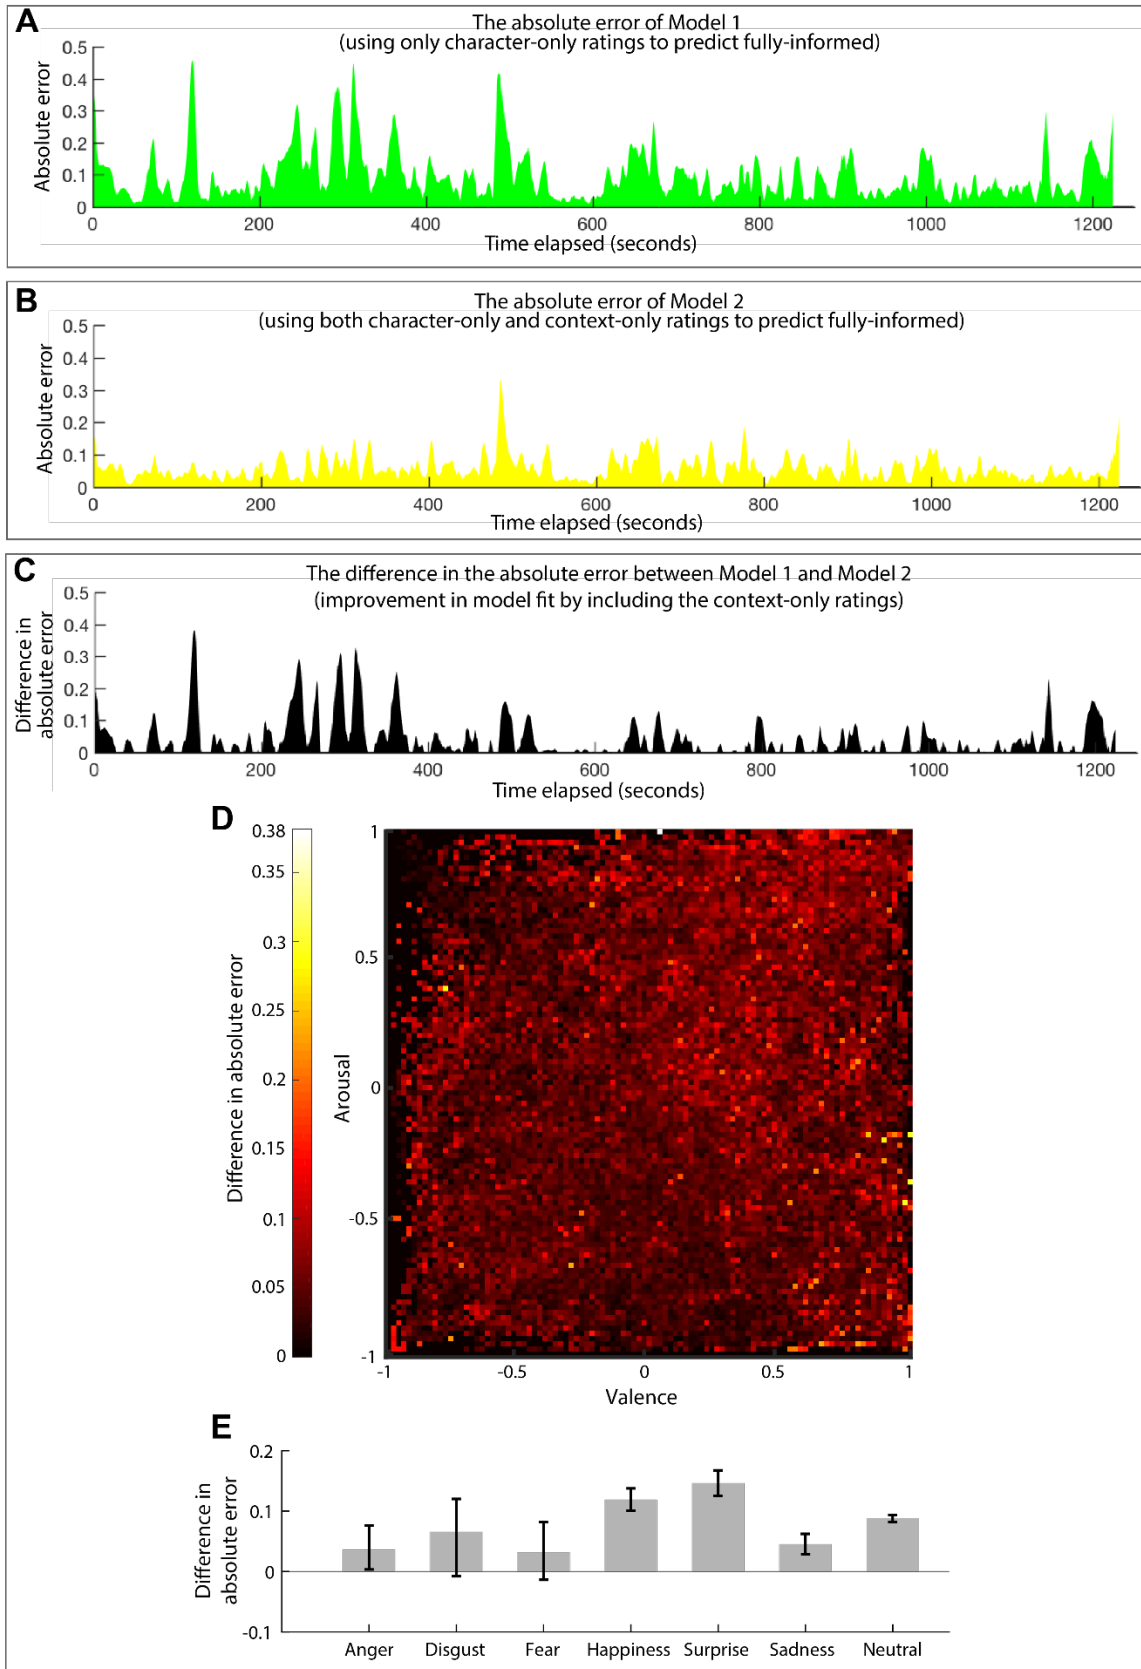 A
The absolute error of Model 1
(using only character-only ratings to predict fully-informed)
Absolute error
0.5
0.4
0.3
0.2
0.1
0
0 200 400 600 800 1000 1200
Time elapsed (seconds)
B
The absolute error of Model 2
(using both character-only and context-only ratings to predict fully-informed)
Absolute error
0.5
0.4
0.3
0.2
0.1
0
0 200 400 600 800 1000 1200
Time elapsed (seconds)
C
The difference in the absolute error between Model 1 and Model 2
(improvement in model fit by including the context-only ratings)
Difference in
absolute error
0.5
0.4
0.3
0.2
0.1
0
0 200 400 600 800 1000 1200
Time elapsed (seconds)
D
Difference in absolute error
0.38
0.35
0.3
0.25
0.2
0.15
0.1
0.05
0
Arousal
1
0.5
0
-0.5
-1
-1 -0.5 0 0.5 1
Valence
E
Difference in
absolute error
0.2
0.1
0
-0.1
Anger Disgust Fear Happiness Surprise Sadness Neutral